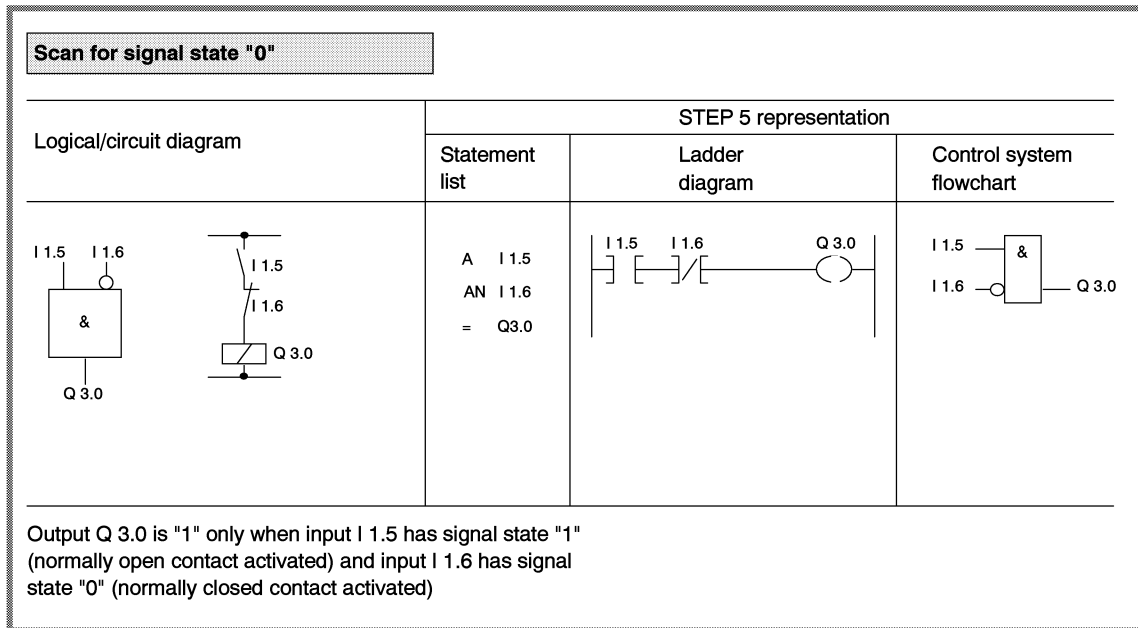 Scan for signal state "0"
Logical/circuit diagram
STEP 5 representation
Statement
list
Ladder
diagram
Control system
flowchart
I 1.5 I 1.6
&
Q 3.0
I 1.5
I 1.6
Q 3.0
A I 1.5
AN I 1.6
= Q3.0
I 1.5 I 1.6 Q 3.0
I 1.5
&
I 1.6
Q 3.0
Output Q 3.0 is "1" only when input I 1.5 has signal state "1"
(normally open contact activated) and input I 1.6 has signal
state "0" (normally closed contact activated)